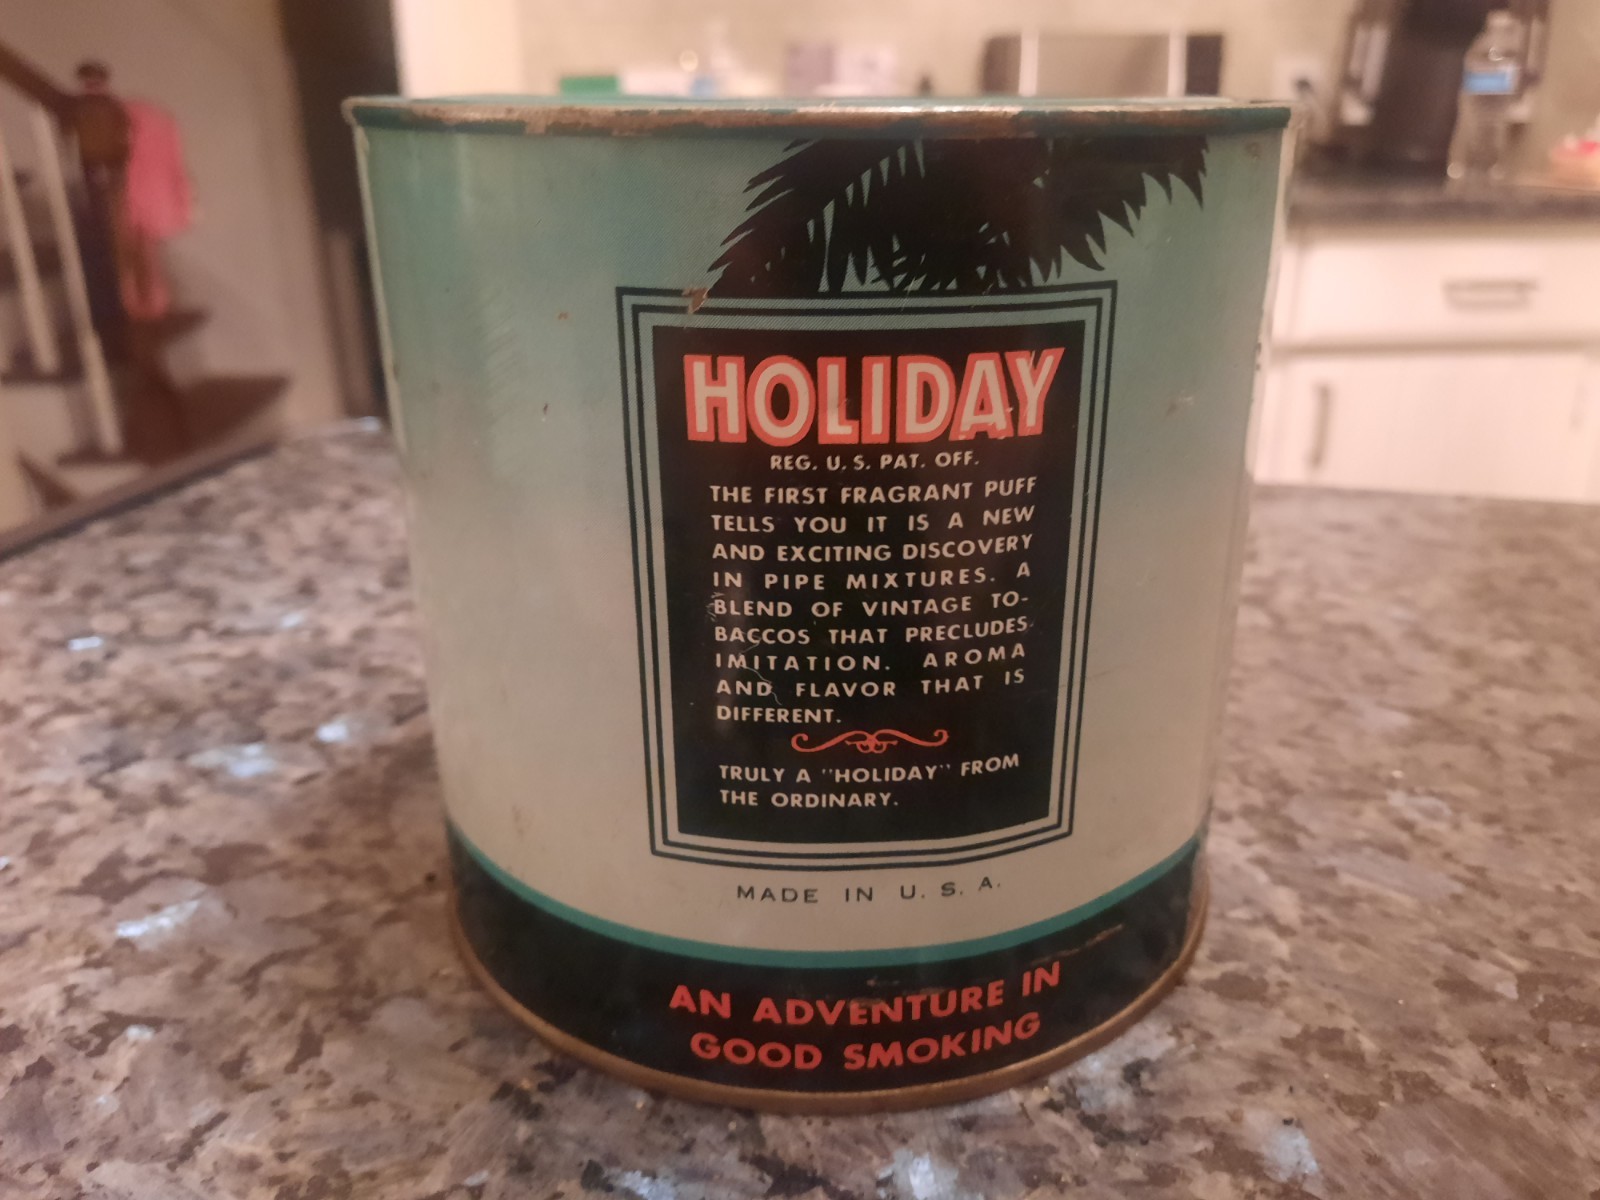 HOLIDAY
REG. U. S. PAT. OFF.
THE FIRST FRAGRANT PUFF
TELLS YOU IT IS A NEW
AND EXCITING DISCOVERY
IN PIPE MIXTURES. A
BLEND OF VINTAGE TO-
BACCOS THAT PRECLUDES
IMITATION. AROMA
AND FLAVOR THAT IS
DIFFERENT.
TRULY A "HOLIDAY" FROM
THE ORDINARY.
MADE IN U. S. A.
AN ADVENTURE IN
GOOD SMOKING